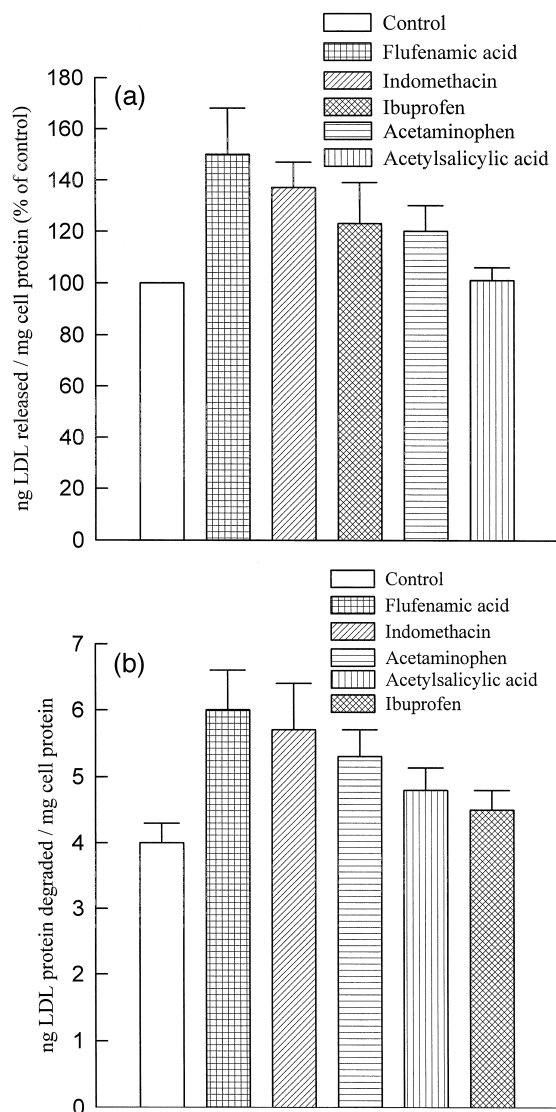 Control
Flufenamic acid
Indomethacin
Ibuprofen
Acetaminophen
Acetylsalicylic acid
(a)
180
160
140
120
100
80
60
40
20
0
ng LDL released / mg cell protein (% of control)
Control
Flufenamic acid
Indomethacin
Acetaminophen
Acetylsalicylic acid
Ibuprofen
(b)
7
6
5
4
3
2
1
0
ng LDL protein degraded / mg cell protein